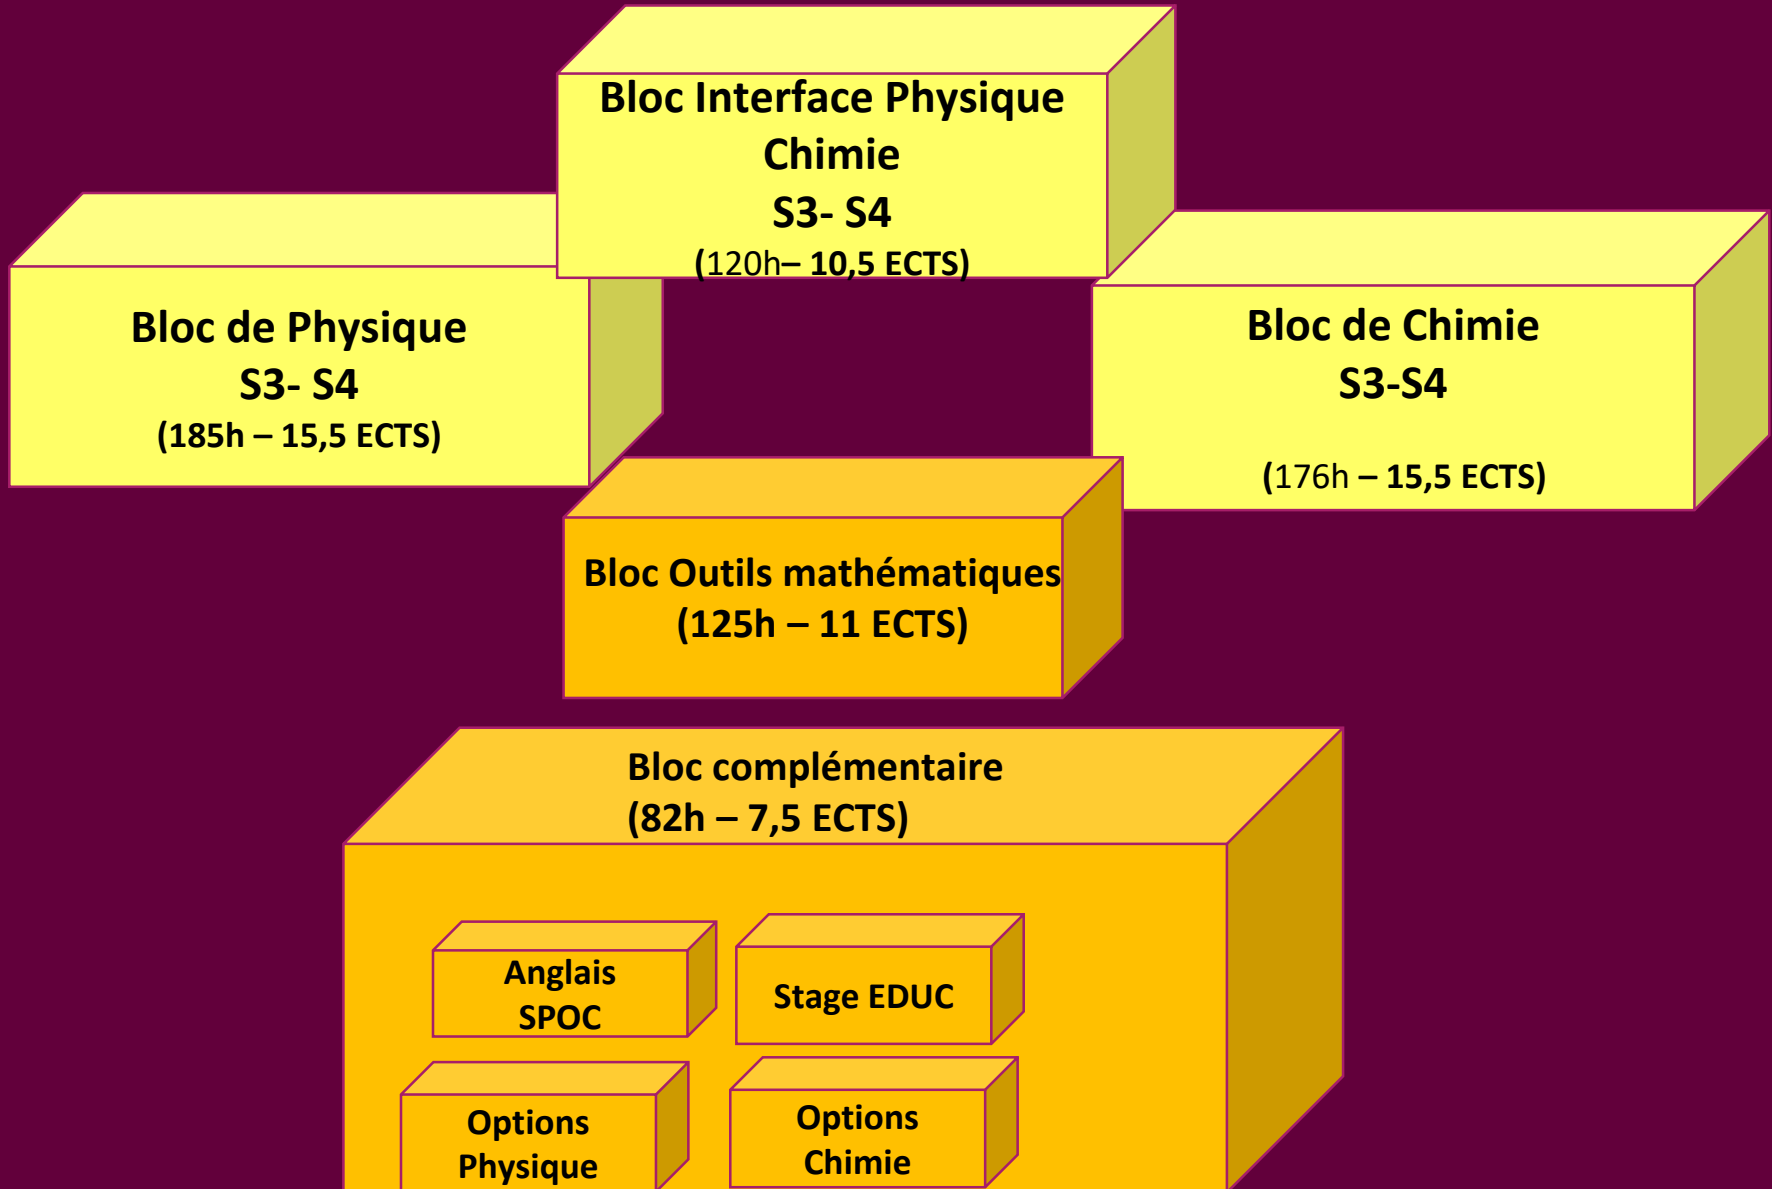 Bloc Interface Physique
Chimie
S3- S4
(120h– 10,5 ECTS)
Bloc de Physique
S3- S4
(185h – 15,5 ECTS)
Bloc de Chimie
S3-S4
(176h – 15,5 ECTS)
Bloc Outils mathématiques
(125h – 11 ECTS)
Bloc complémentaire
(82h – 7,5 ECTS)
Anglais
SPOC
Stage EDUC
Options
Physique
Options
Chimie